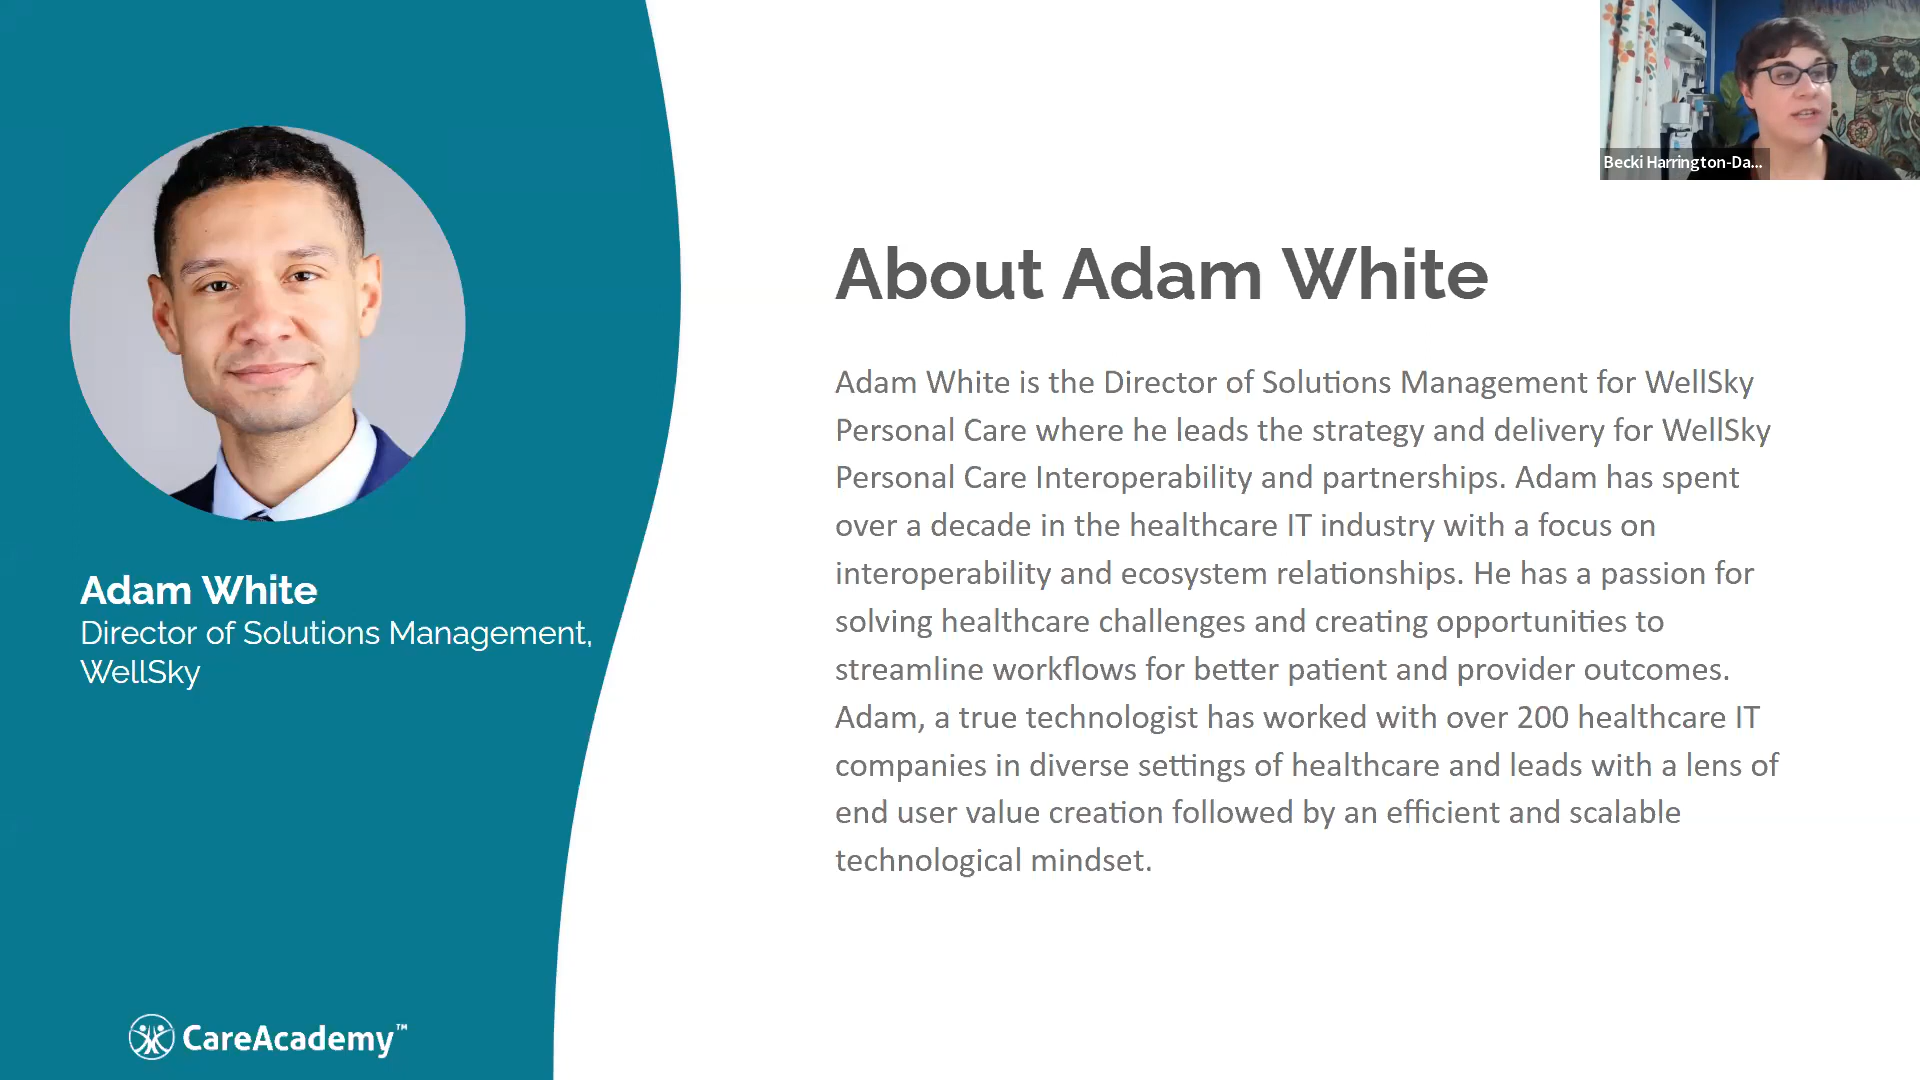 Becki Harrington-Da...
About Adam White
Adam White is the Director of Solutions Management for WellSky
Personal Care where he leads the strategy and delivery for WellSky
Personal Care Interoperability and partnerships. Adam has spent
over a decade in the healthcare IT industry with a focus on
interoperability and ecosystem relationships. He has a passion for
solving healthcare challenges and creating opportunities to
streamline workflows for better patient and provider outcomes.
Adam, a true technologist has worked with over 200 healthcare IT
companies in diverse settings of healthcare and leads with a lens of
end user value creation followed by an efficient and scalable
technological mindset.
Adam White
Director of Solutions Management,
WellSky
CareAcademy™